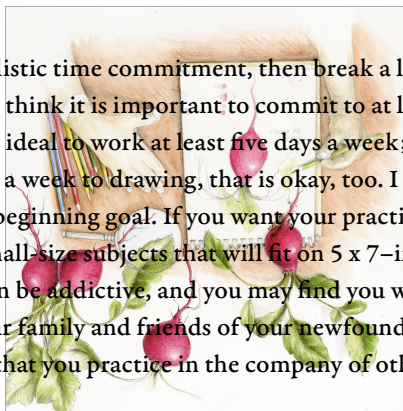 listic time commitment, then break a l
think it is important to commit to at l
ideal to work at least five days a week;
a week to drawing, that is okay, too. I
beginning goal. If you want your practi
all-size subjects that will fit on 5 x 7–i
n be addictive, and you may find you w
r family and friends of your newfound
that you practice in the company of oth